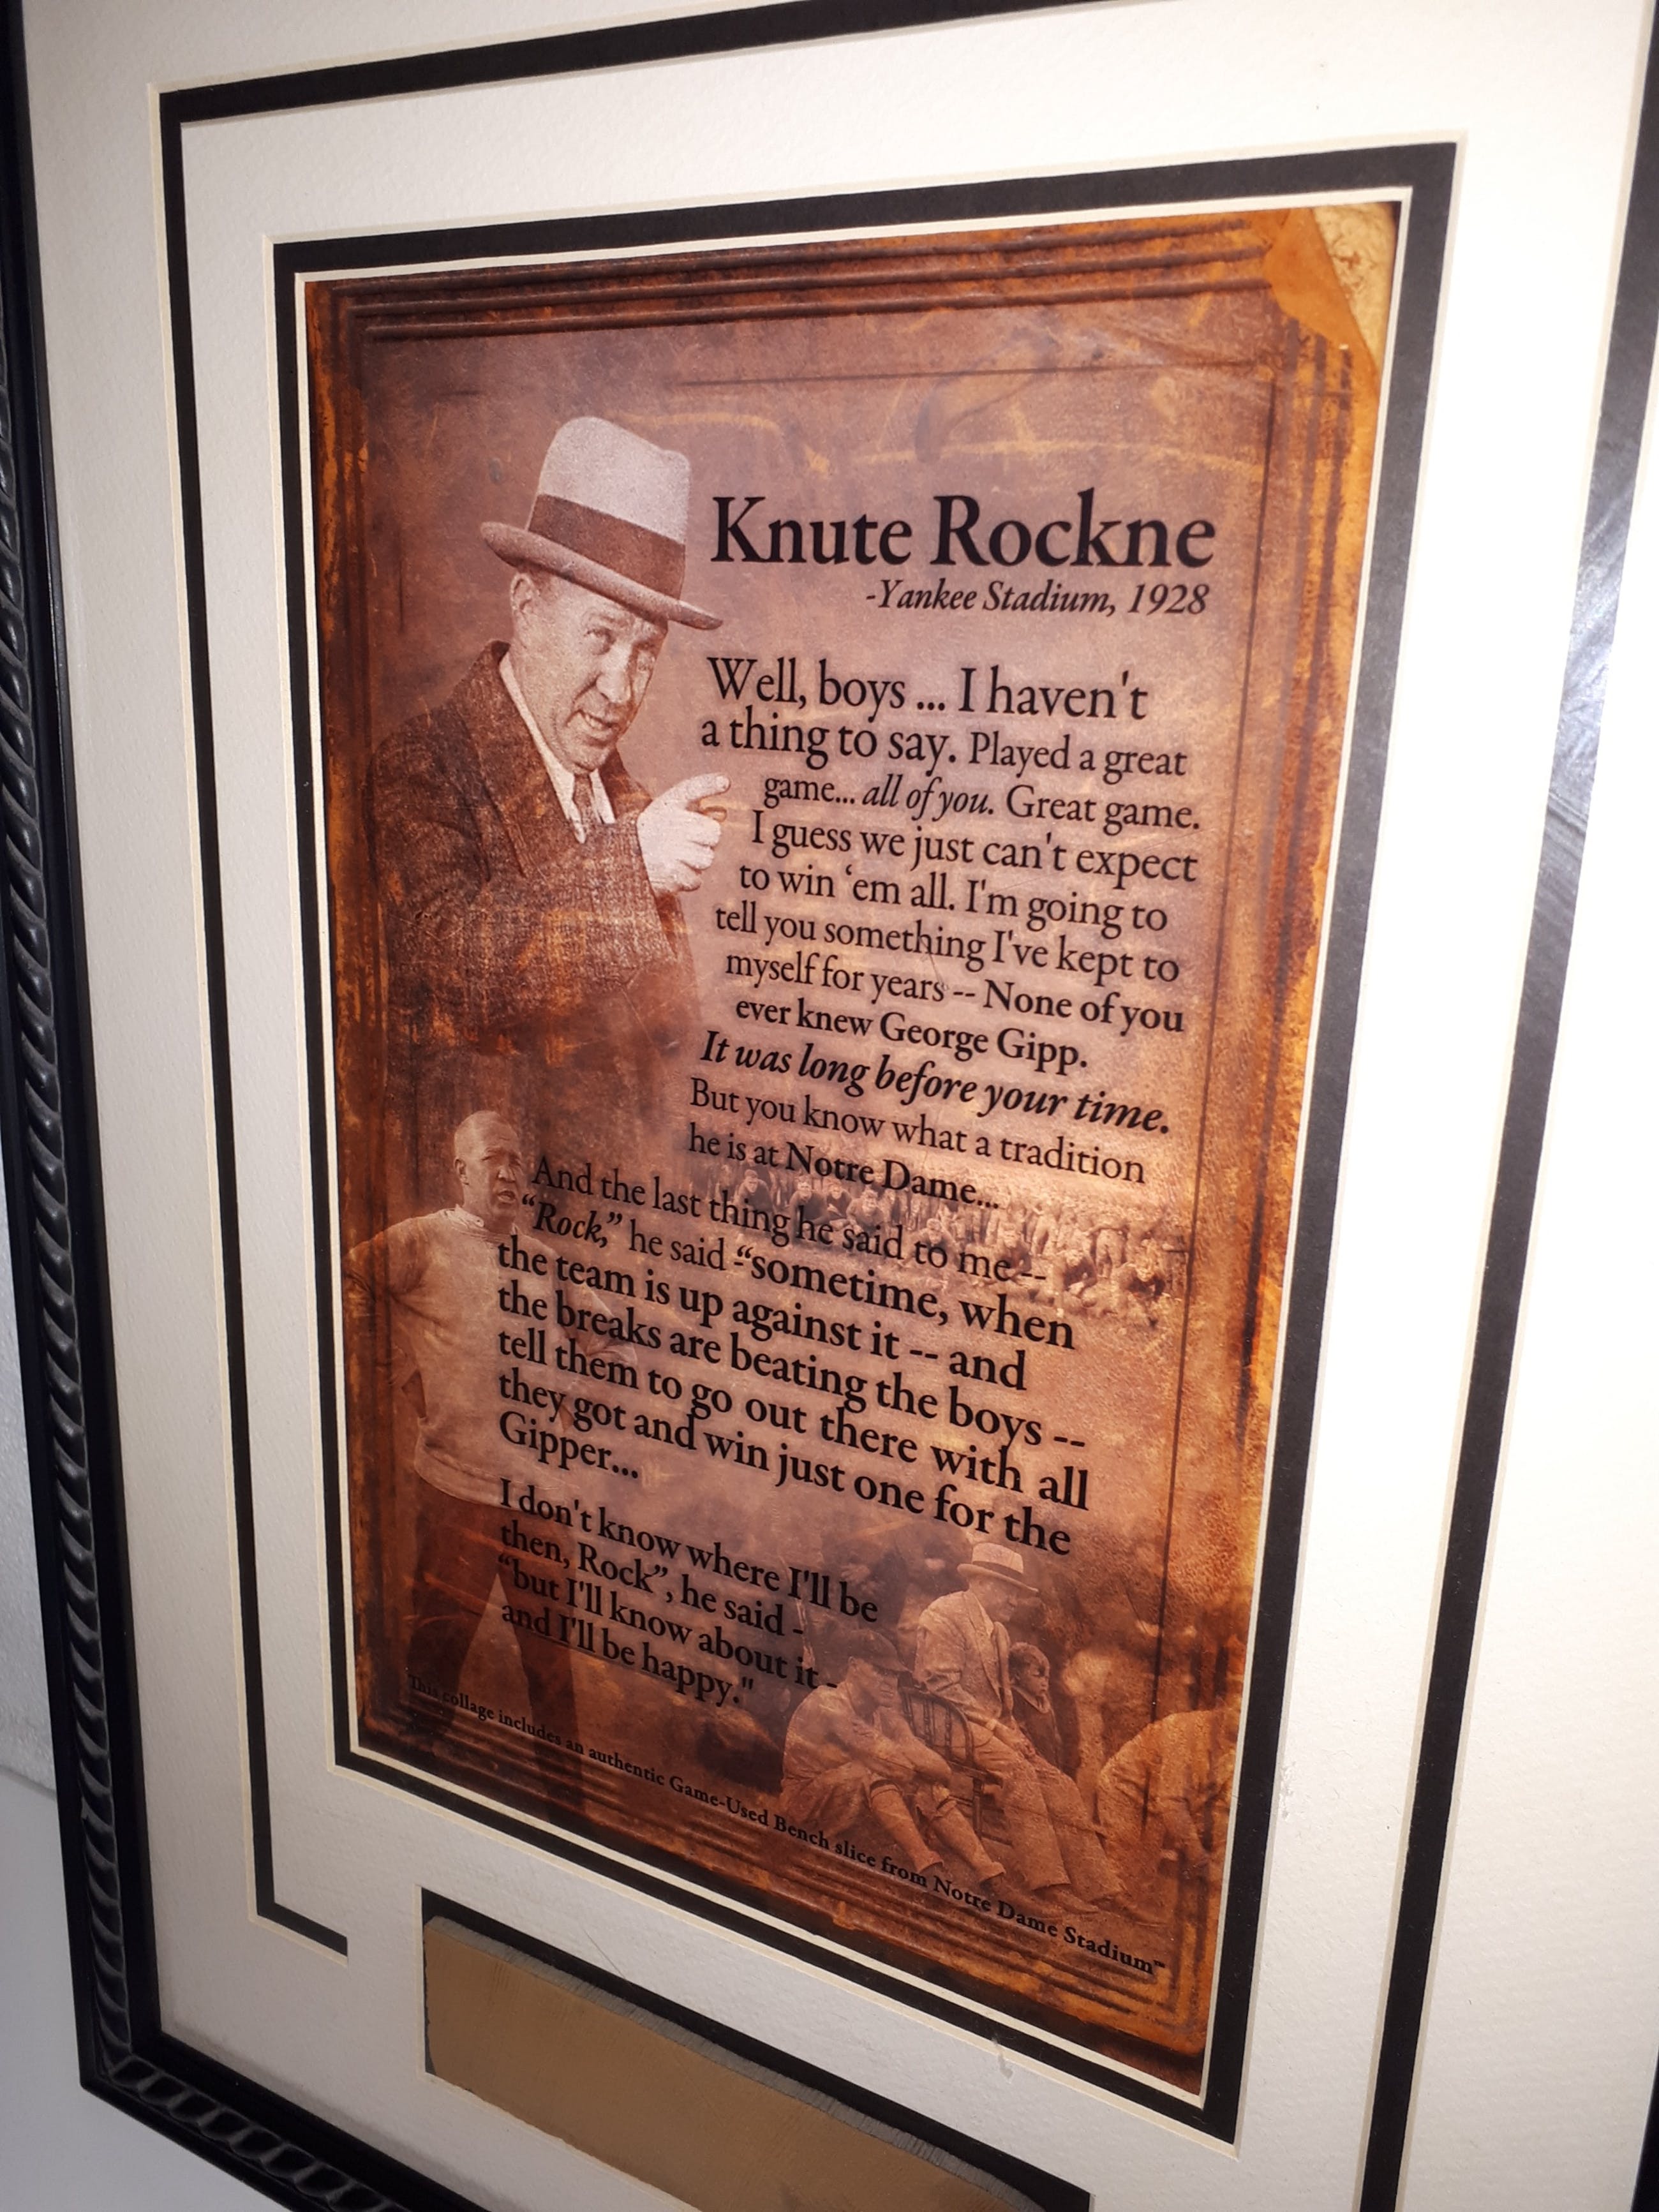 Knute Rockne
-Yankee Stadium, 1928
Well, boys ... I haven't
a thing to say. Played a great
game... all of you. Great game.
I guess we just can't expect
to win ‘em all. I'm going to
tell you something I've kept to
myself for years -- None of you
ever knew George Gipp.
It was long before your time.
But you know what a tradition
he is at Notre Dame...
And the last thing he said to me --
“Rock,” he said -“sometime, when
the team is up against it -- and
the breaks are beating the boys --
tell them to go out there with all
they got and win just one for the
Gipper...
I don't know where I'll be
then, Rock”, he said -
“but I'll know about it -
and I'll be happy."
This collage includes an authentic Game-Used Bench slice from Notre Dame Stadium™